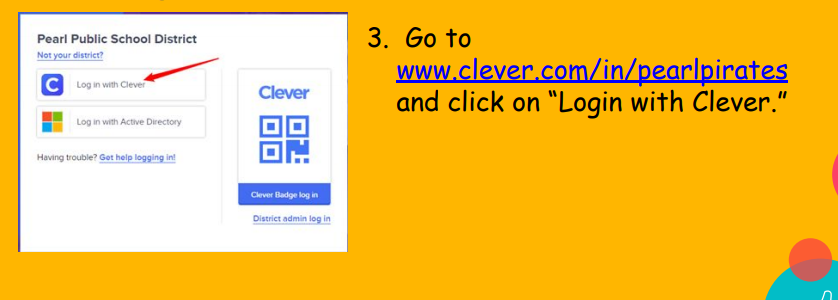 Pearl Public School District
Not your district?
Log in with Clever
Log in with Active Directory
Having trouble? Get help logging in!
Clever
Clever Badge log in
District admin log in
3. Go to
www.clever.com/in/pearlpirates
and click on “Login with Clever.”